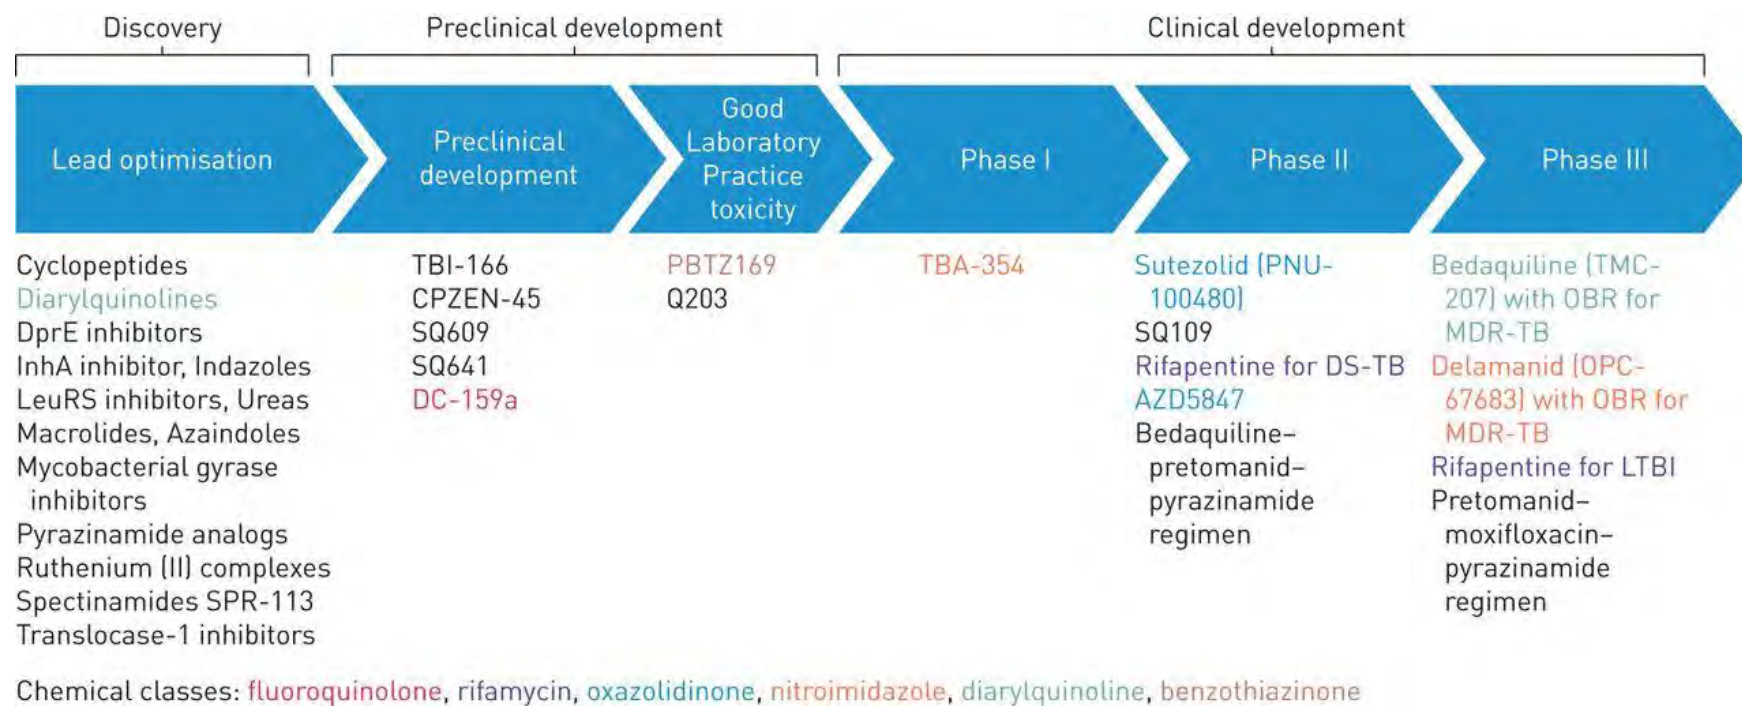 Discovery
Preclinical development
Clinical development
Lead optimisation
Preclinical
development
Good
Laboratory
Practice
toxicity
Phase I
Phase II
Phase III
Cyclopeptides
Diarylquinolines
DprE inhibitors
InhA inhibitor, Indazoles
LeuRS inhibitors, Ureas
Macrolides, Azaindoles
Mycobacterial gyrase
inhibitors
Pyrazinamide analogs
Ruthenium (II) complexes
Spectinamides SPR-113
Translocase-1 inhibitors
TBI-166
CPZEN-45
SQ609
SQ641
DC-159a
PBTZ169
Q203
TBA-354
Sutezolid (PNU-
100480)
SQ109
Rifapentine for DS-TB
AZD5847
Bedaquiline–
pretomanid–
pyrazinamide
regimen
Bedaquiline (TMC-
207) with OBR for
MDR-TB
Delamanid (OPC-
67683) with OBR for
MDR-TB
Rifapentine for LTBI
Pretomanid–
moxifloxacin–
pyrazinamide
regimen
Chemical classes: fluoroquinolone, rifamycin, oxazolidinone, nitroimidazole, diarylquinoline, benzothiazinone